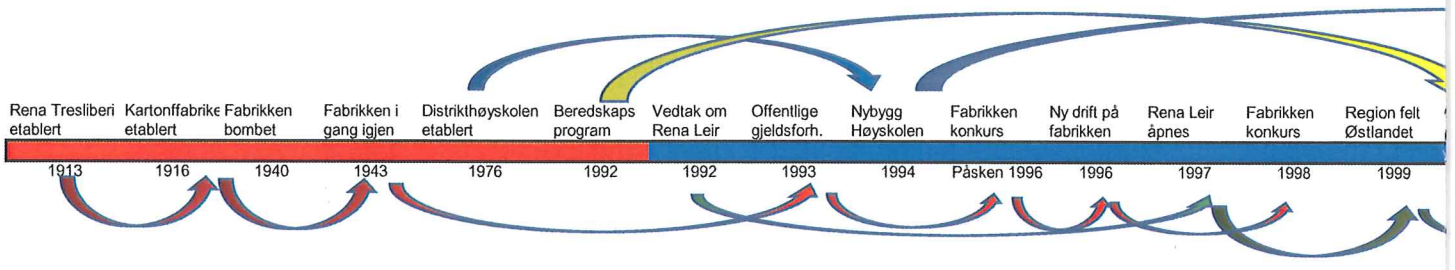 Rena Tresliberi
etablert
Kartonffabrike
etablert
Fabrikken
bombet
Fabrikken i
gang igjen
Distrikthøyskolen
etablert
Beredskaps
program
Vedtak om
Rena Leir
Offentlige
gjeldsforh.
Nybygg
Høyskolen
Fabrikken
konkurs
Ny drift på
fabrikken
Rena Leir
åpnes
Fabrikken
konkurs
Region felt
Østlandet
1913
1916
1940
1943
1976
1992
1992
1993
1994
Påsken 1996
1996
1997
1998
1999